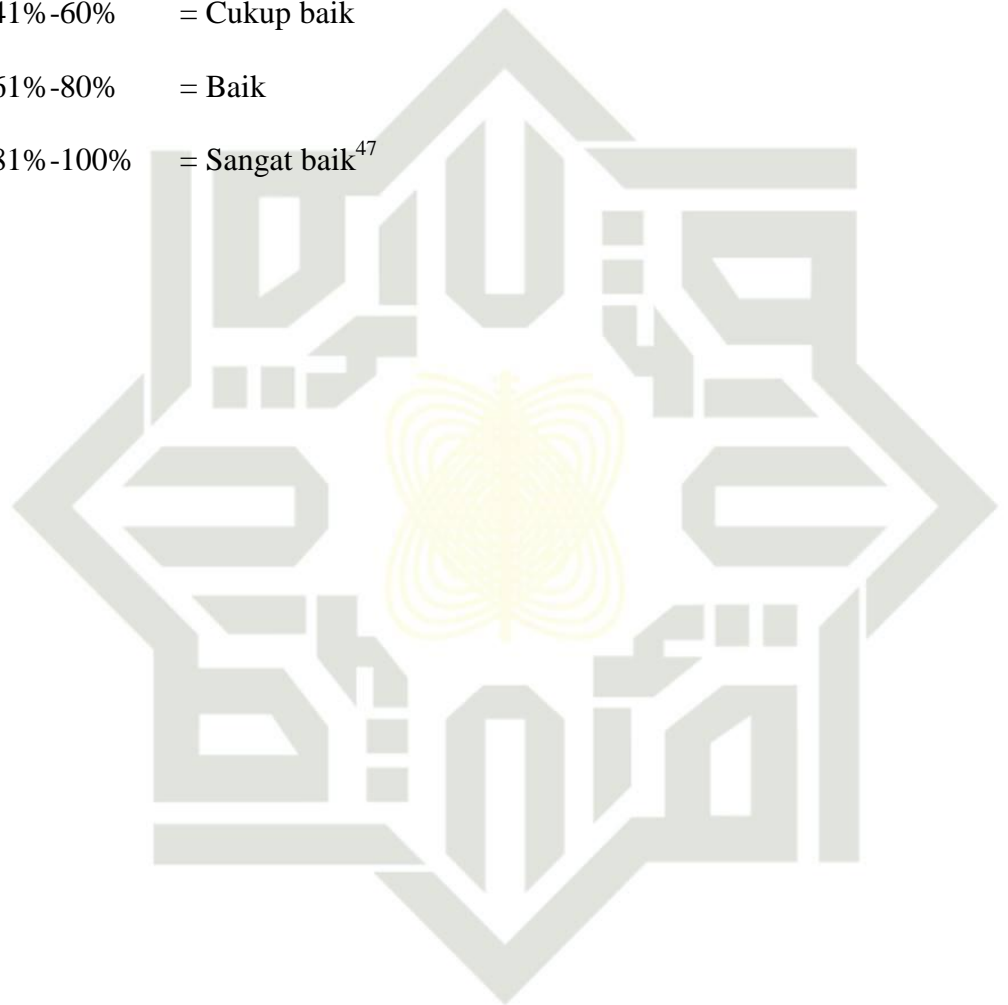 41%-60% = Cukup baik
61%-80% = Baik
81%-100% = Sangat baik47